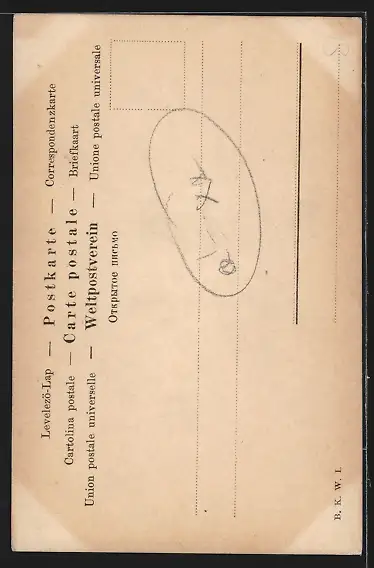 Levelező-Lap — Postkarte — Correspondenzkarte
Cartolina postale — Carte postale — Briefkaart
Union postale universelle — Weltpostverein — Unione postale universale
Открытое письмо
B. K. W. I.